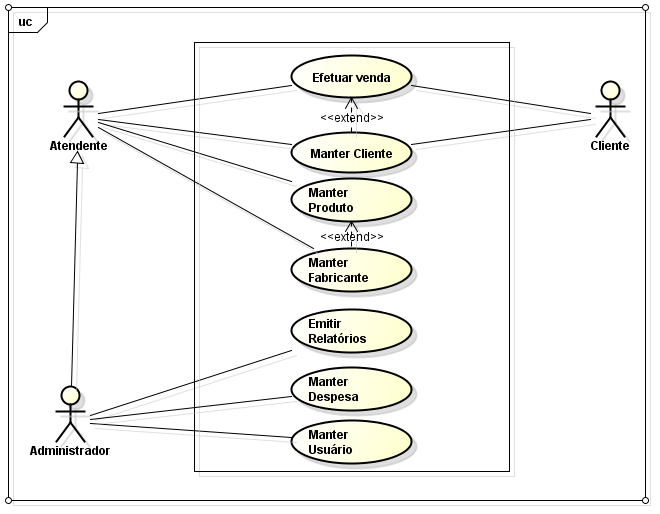 uc
Efetuar venda
<<extend>>
Atendente
Cliente
Manter Cliente
Manter
Produto
<<extend>>
Manter
Fabricante
Emitir
Relatórios
Manter
Despesa
Administrador
Manter
Usuário